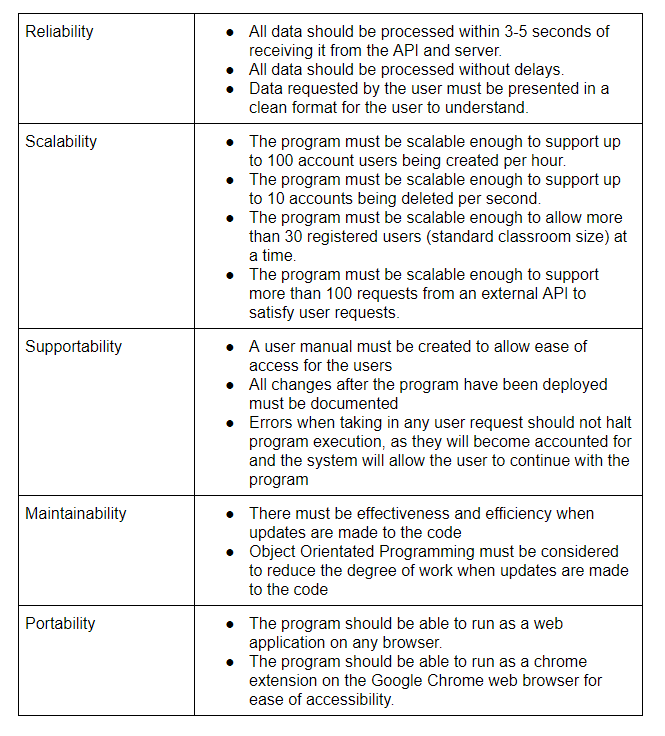 Reliability
● All data should be processed within 3-5 seconds of
receiving it from the API and server.
● All data should be processed without delays.
● Data requested by the user must be presented in a
clean format for the user to understand.
Scalability
● The program must be scalable enough to support up
to 100 account users being created per hour.
● The program must be scalable enough to support up
to 10 accounts being deleted per second.
● The program must be scalable enough to allow more
than 30 registered users (standard classroom size) at
a time.
● The program must be scalable enough to support
more than 100 requests from an external API to
satisfy user requests.
Supportability
● A user manual must be created to allow ease of
access for the users
● All changes after the program have been deployed
must be documented
● Errors when taking in any user request should not halt
program execution, as they will become accounted for
and the system will allow the user to continue with the
program
Maintainability
● There must be effectiveness and efficiency when
updates are made to the code
● Object Orientated Programming must be considered
to reduce the degree of work when updates are made
to the code
Portability
● The program should be able to run as a web
application on any browser.
● The program should be able to run as a chrome
extension on the Google Chrome web browser for
ease of accessibility.